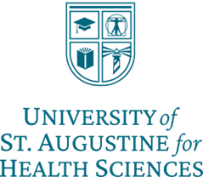 UNIVERSITY of
ST. AUGUSTINE for
HEALTH SCIENCES